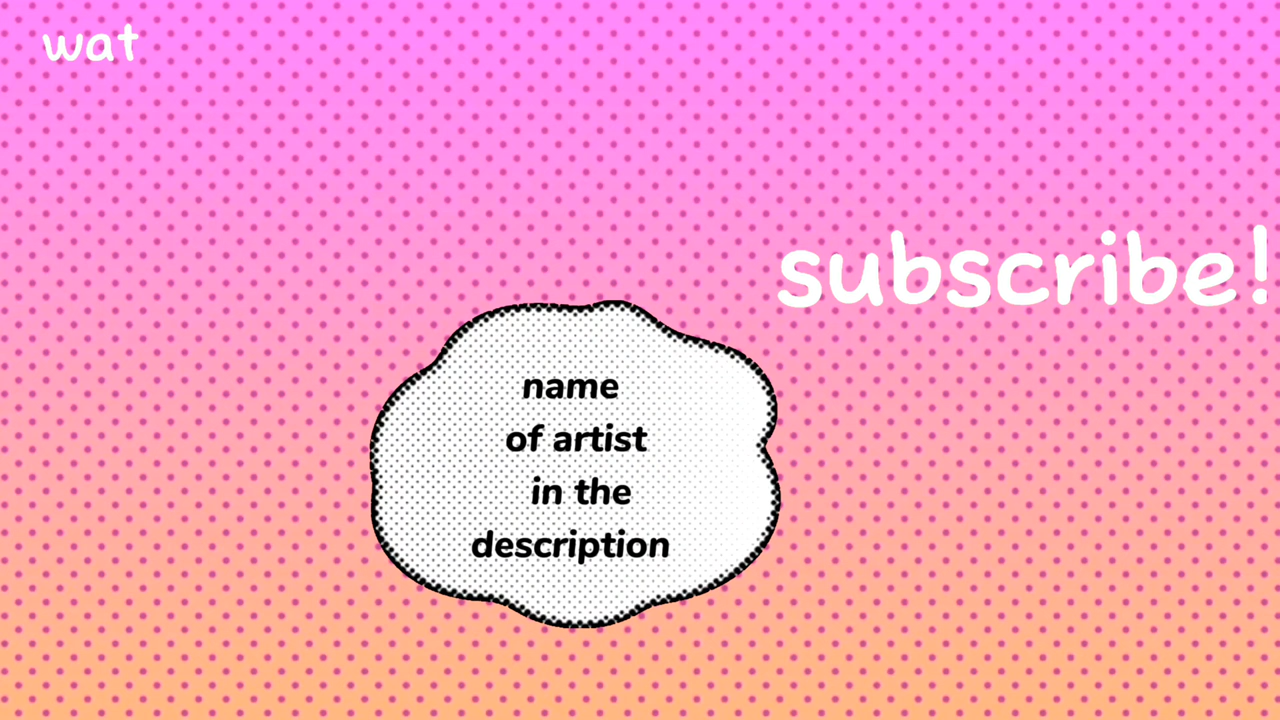 wat
subscribe!
name
of artist
in the
description